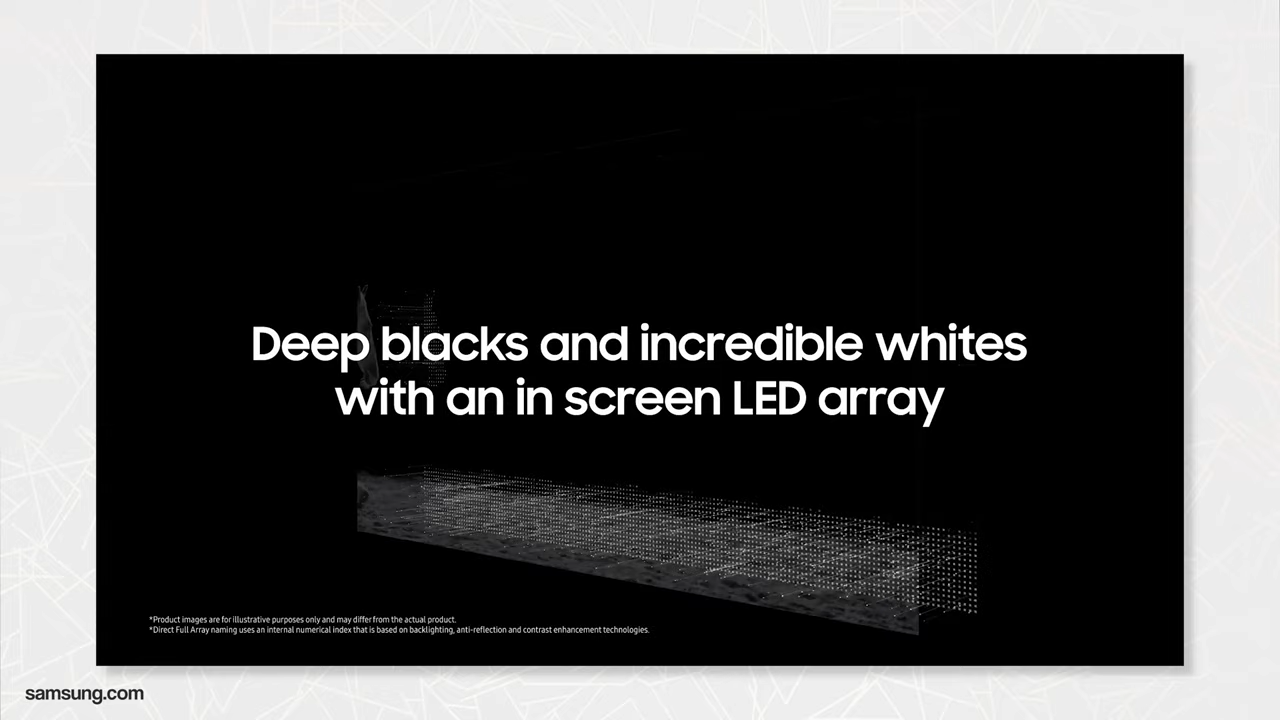 Deep blacks and incredible whites
with an in screen LED array
*Product images are for illustrative purposes only and may differ from the actual product.
*Direct Full Array naming uses an internal numerical index that is based on backlighting, anti-reflection and contrast enhancement technologies.
samsung.com